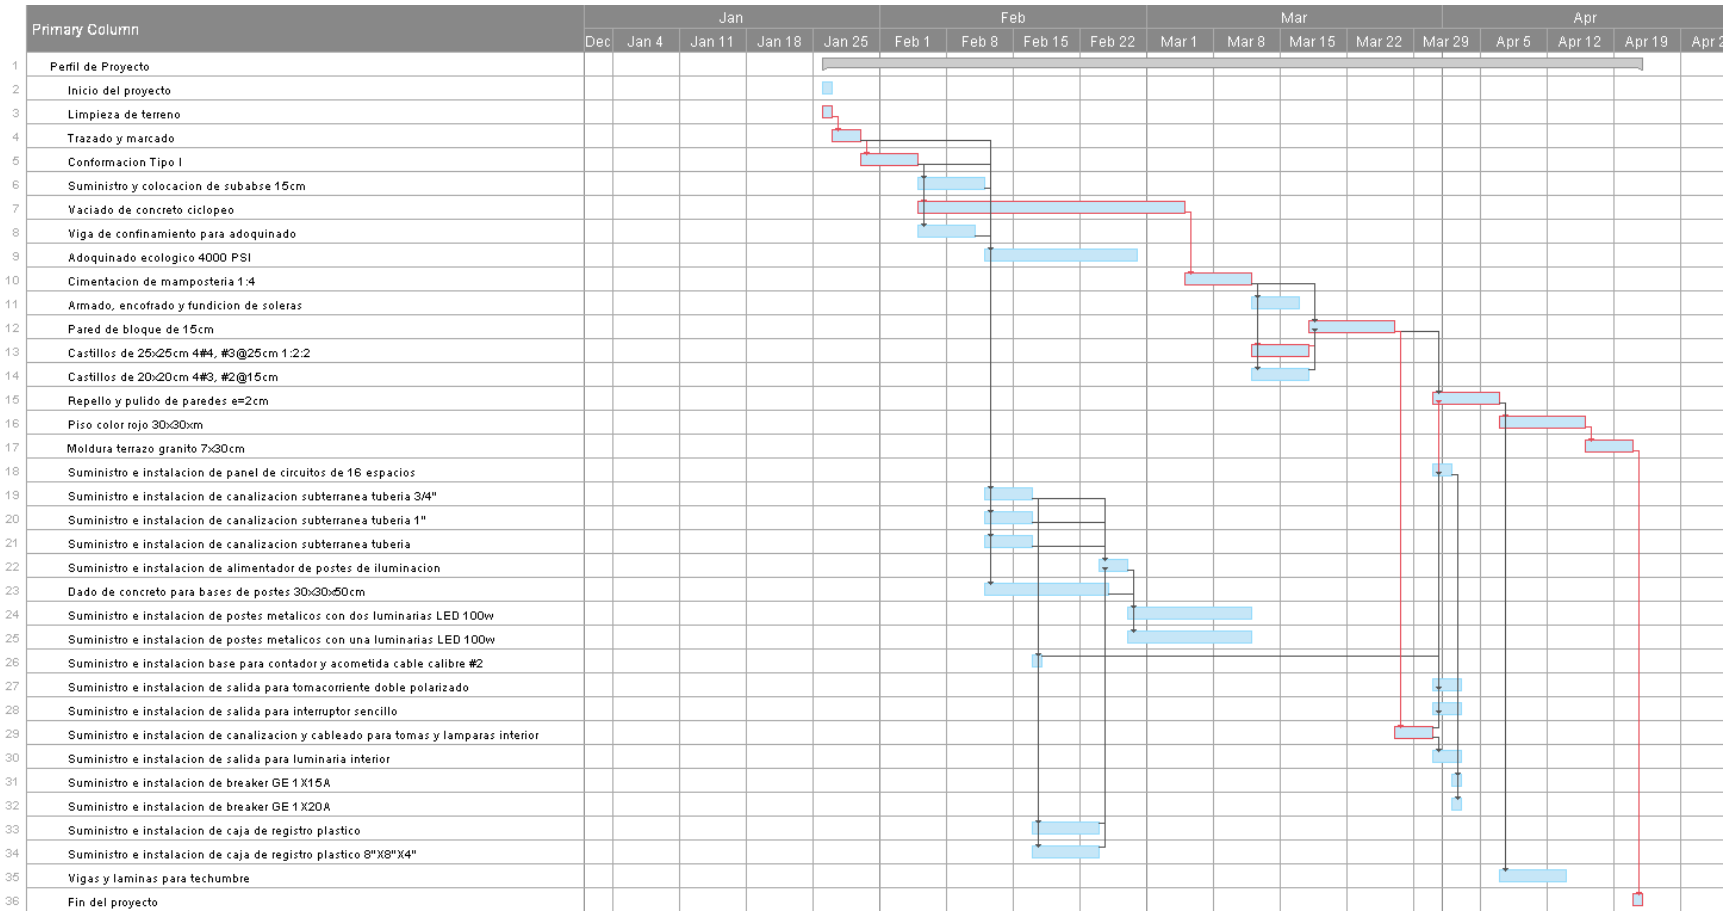 Primary Column
Jan Feb Mar Apr
Dec Jan 4 Jan 11 Jan 18 Jan 25 Feb 1 Feb 8 Feb 15 Feb 22 Mar 1 Mar 8 Mar 15 Mar 22 Mar 29 Apr 5 Apr 12 Apr 19 Apr 2
1 Perfil de Proyecto
2 Inicio del proyecto
3 Limpieza de terreno
4 Trazado y marcado
5 Conformacion Tipo I
6 Suministro y colocacion de subabse 15cm
7 Vaciado de concreto ciclopeo
8 Viga de confinamiento para adoquinado
9 Adoquinado ecologico 4000 PSI
10 Cimentacion de mamposteria 1:4
11 Armado, encofrado y fundicion de soleras
12 Pared de bloque de 15cm
13 Castillos de 25x25cm 4#4, #3@25cm 1:2:2
14 Castillos de 20x20cm 4#3, #2@15cm
15 Repello y pulido de paredes e=2cm
16 Piso color rojo 30x30xm
17 Moldura terrazo granito 7x30cm
18 Suministro e instalacion de panel de circuitos de 16 espacios
19 Suministro e instalacion de canalizacion subterranea tuberia 3/4"
20 Suministro e instalacion de canalizacion subterranea tuberia 1"
21 Suministro e instalacion de canalizacion subterranea tuberia
22 Suministro e instalacion de alimentador de postes de iluminacion
23 Dado de concreto para bases de postes 30x30x50cm
24 Suministro e instalacion de postes metalicos con dos luminarias LED 100w
25 Suministro e instalacion de postes metalicos con una luminarias LED 100w
26 Suministro e instalacion base para contador y acometida cable calibre #2
27 Suministro e instalacion de salida para tomacorriente doble polarizado
28 Suministro e instalacion de salida para interruptor sencillo
29 Suministro e instalacion de canalizacion y cableado para tomas y lamparas interior
30 Suministro e instalacion de salida para luminaria interior
31 Suministro e instalacion de breaker GE 1X15A
32 Suministro e instalacion de breaker GE 1X20A
33 Suministro e instalacion de caja de registro plastico
34 Suministro e instalacion de caja de registro plastico 8"X8"X4"
35 Vigas y laminas para techumbre
36 Fin del proyecto